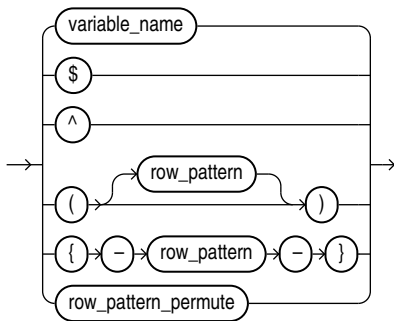 variable_name
$
^
row_pattern
( )
{ – row_pattern – }
row_pattern_permute